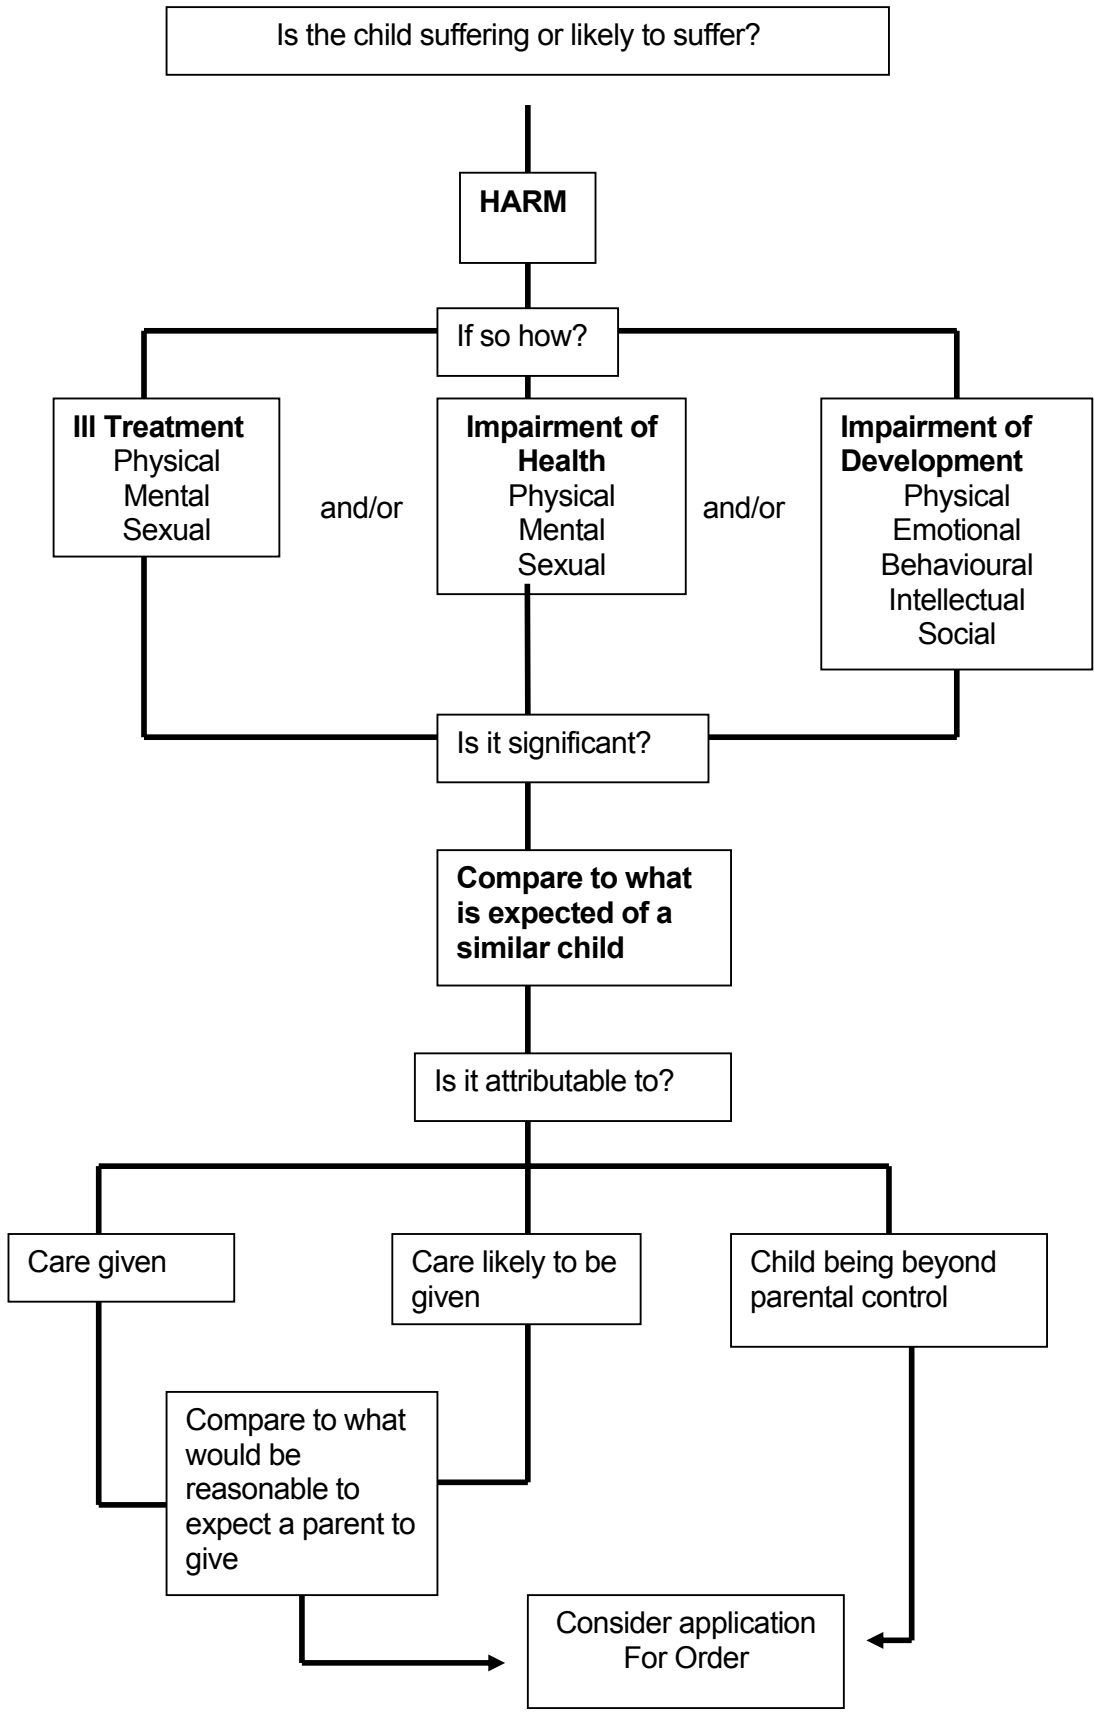 Is the child suffering or likely to suffer?
HARM
If so how?
Ill Treatment
Physical
Mental
Sexual
and/or
Impairment of
Health
Physical
Mental
Sexual
and/or
Impairment of
Development
Physical
Emotional
Behavioural
Intellectual
Social
Is it significant?
Compare to what
is expected of a
similar child
Is it attributable to?
Care given
Care likely to be
given
Child being beyond
parental control
Compare to what
would be
reasonable to
expect a parent to
give
Consider application
For Order